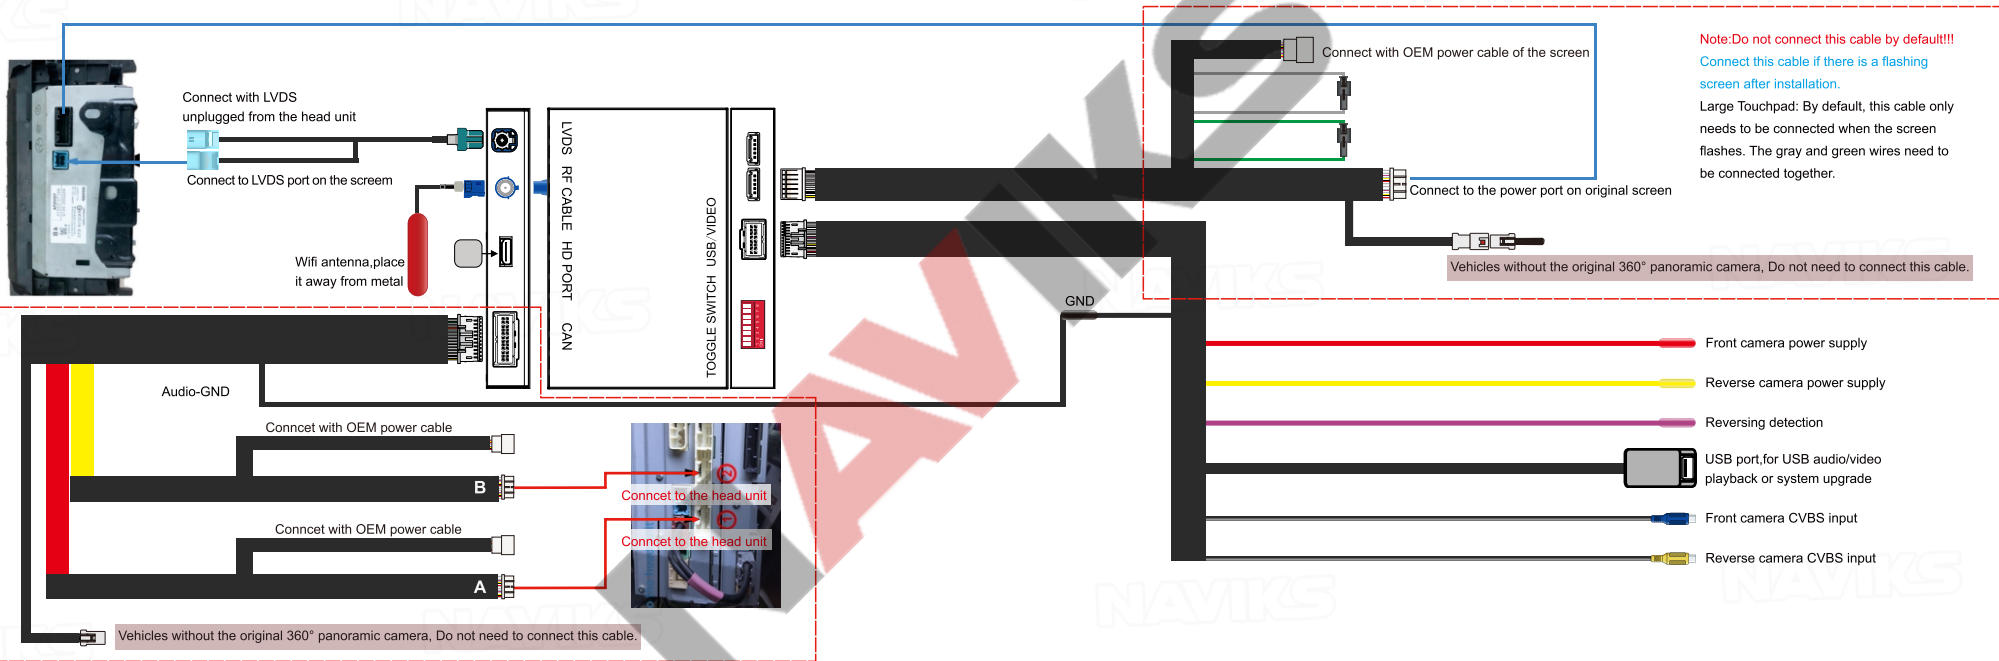 Note:Do not connect this cable by default!!!
Connect this cable if there is a flashing
screen after installation.
Large Touchpad: By default, this cable only
needs to be connected when the screen
flashes. The gray and green wires need to
be connected together.
Connect with OEM power cable of the screen
Connect to the power port on original screen
Vehicles without the original 360° panoramic camera, Do not need to connect this cable.
Connect with LVDS
unplugged from the head unit
Connect to LVDS port on the screem
Wifi antenna,place
it away from metal
LVDS RF CABLE HD PORT CAN
TOGGLE SWITCH USB/VIDEO
GND
Audio-GND
Front camera power supply
Reverse camera power supply
Reversing detection
USB port,for USB audio/video
playback or system upgrade
Front camera CVBS input
Reverse camera CVBS input
Conncet with OEM power cable
B
2
Conncet to the head unit
Conncet with OEM power cable
1
Conncet to the head unit
A
Vehicles without the original 360° panoramic camera, Do not need to connect this cable.
NAVIKS